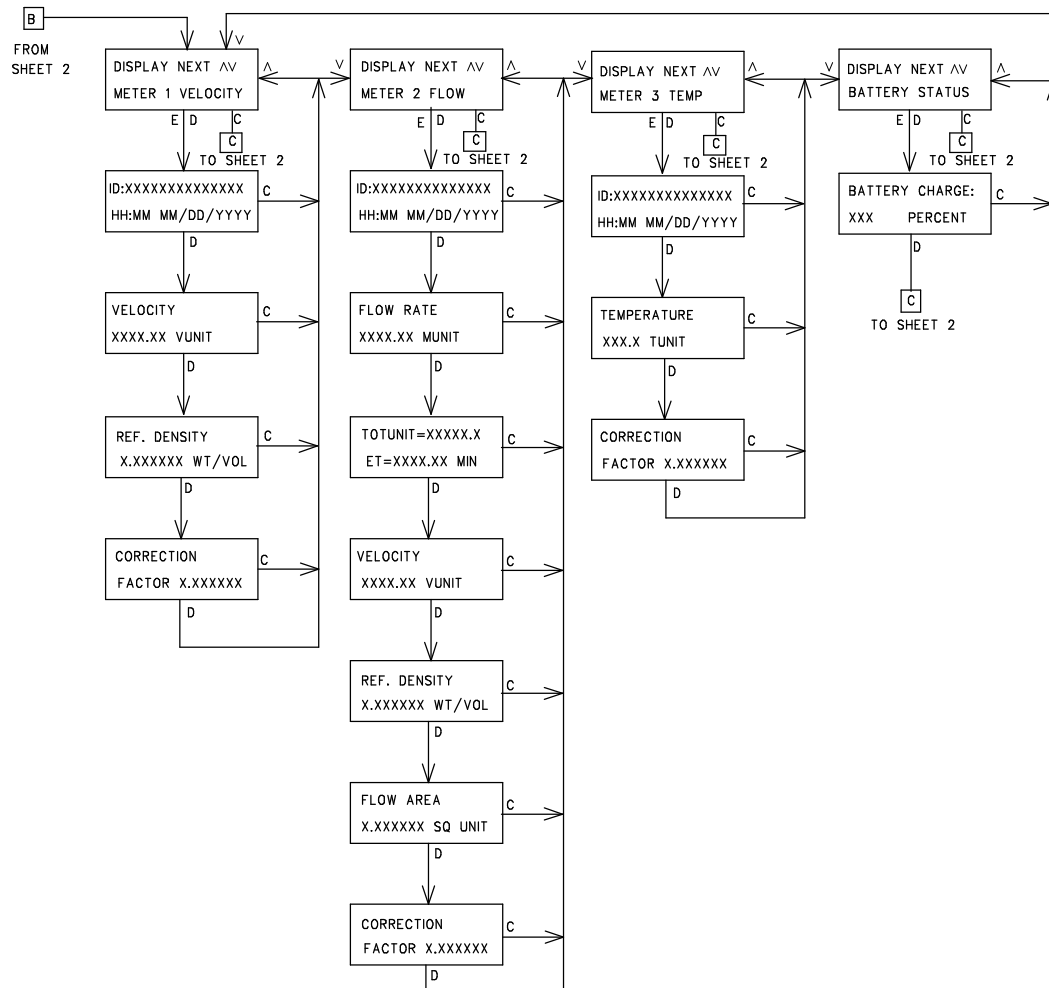 B
FROM
SHEET 2
V
DISPLAY NEXT ΛV
METER 1 VELOCITY
Λ
E D
C
C
TO SHEET 2
ID:XXXXXXXXXXXXXX
HH:MM MM/DD/YYYY
C
D
VELOCITY
XXXX.XX VUNIT
C
D
REF. DENSITY
X.XXXXXX WT/VOL
C
D
CORRECTION
FACTOR X.XXXXXX
C
D
V
DISPLAY NEXT ΛV
METER 2 FLOW
Λ
E D
C
C
TO SHEET 2
ID:XXXXXXXXXXXXXX
HH:MM MM/DD/YYYY
C
D
FLOW RATE
XXXX.XX MUNIT
C
D
TOTUNIT=XXXXX.X
ET=XXXX.XX MIN
C
D
VELOCITY
XXXX.XX VUNIT
C
D
REF. DENSITY
X.XXXXXX WT/VOL
C
D
FLOW AREA
X.XXXXXX SQ UNIT
C
D
CORRECTION
FACTOR X.XXXXXX
C
D
V
DISPLAY NEXT ΛV
METER 3 TEMP
Λ
E D
C
C
TO SHEET 2
ID:XXXXXXXXXXXXXX
HH:MM MM/DD/YYYY
C
D
TEMPERATURE
XXX.X TUNIT
C
D
CORRECTION
FACTOR X.XXXXXX
C
D
V
DISPLAY NEXT ΛV
BATTERY STATUS
Λ
E D
C
C
TO SHEET 2
BATTERY CHARGE:
XXX PERCENT
C
D
C
TO SHEET 2